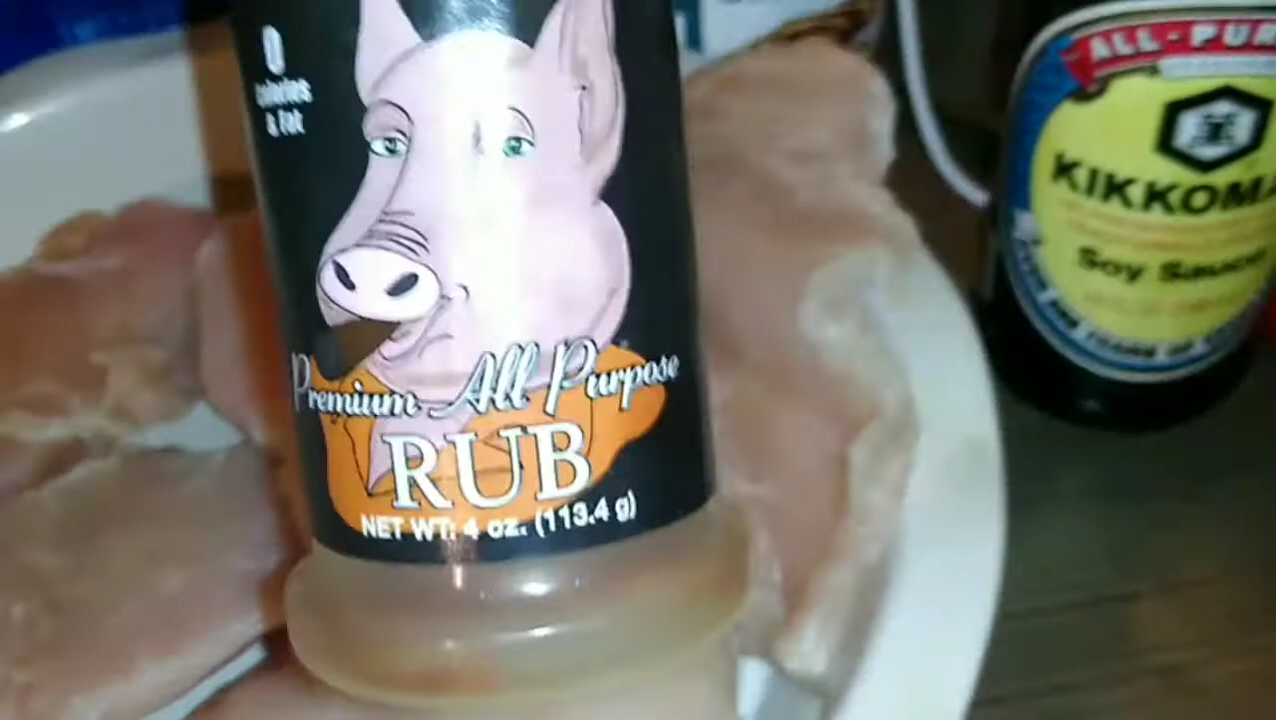 0
calories
& fat
Premium All Purpose
RUB
NET WT: 4 oz. (113.4 g)
ALL-PUR
KIKKOMA
Soy Sauce